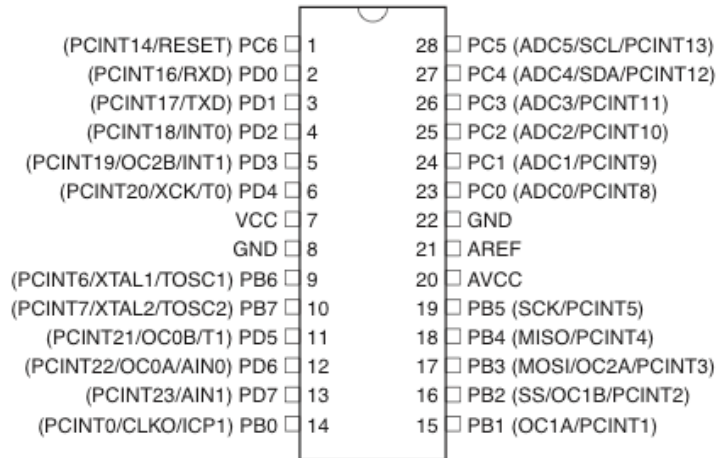 (PCINT14/RESET) PC6 1 28 PC5 (ADC5/SCL/PCINT13)
(PCINT16/RXD) PD0 2 27 PC4 (ADC4/SDA/PCINT12)
(PCINT17/TXD) PD1 3 26 PC3 (ADC3/PCINT11)
(PCINT18/INT0) PD2 4 25 PC2 (ADC2/PCINT10)
(PCINT19/OC2B/INT1) PD3 5 24 PC1 (ADC1/PCINT9)
(PCINT20/XCK/T0) PD4 6 23 PC0 (ADC0/PCINT8)
VCC 7 22 GND
GND 8 21 AREF
(PCINT6/XTAL1/TOSC1) PB6 9 20 AVCC
(PCINT7/XTAL2/TOSC2) PB7 10 19 PB5 (SCK/PCINT5)
(PCINT21/OC0B/T1) PD5 11 18 PB4 (MISO/PCINT4)
(PCINT22/OC0A/AIN0) PD6 12 17 PB3 (MOSI/OC2A/PCINT3)
(PCINT23/AIN1) PD7 13 16 PB2 (SS/OC1B/PCINT2)
(PCINT0/CLKO/ICP1) PB0 14 15 PB1 (OC1A/PCINT1)